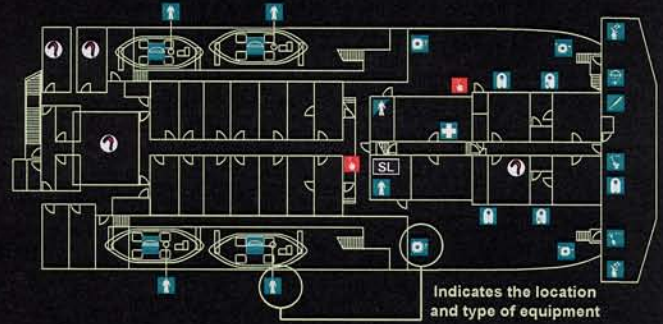 SL
Indicates the location
and type of equipment